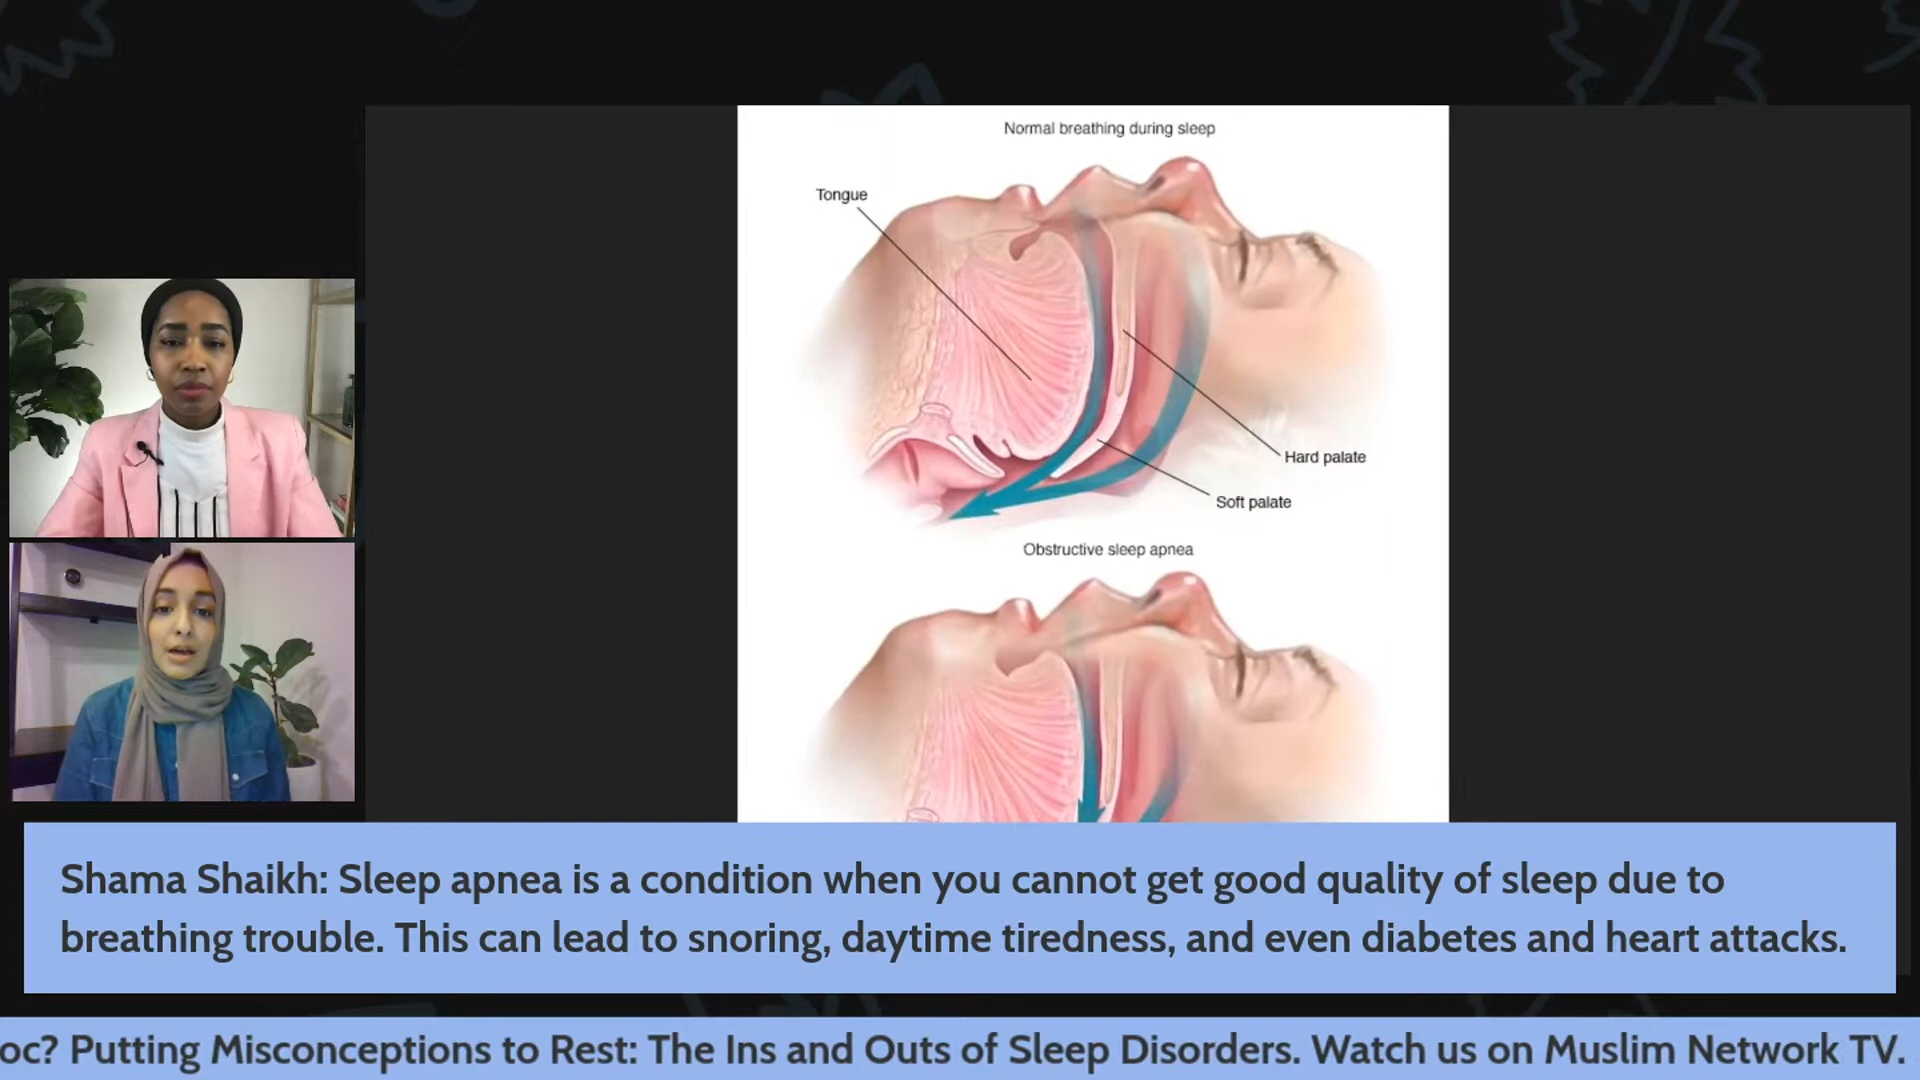 Normal breathing during sleep
Tongue
Hard palate
Soft palate
Obstructive sleep apnea
Shama Shaikh: Sleep apnea is a condition when you cannot get good quality of sleep due to
breathing trouble. This can lead to snoring, daytime tiredness, and even diabetes and heart attacks.
oc? Putting Misconceptions to Rest: The Ins and Outs of Sleep Disorders. Watch us on Muslim Network TV.